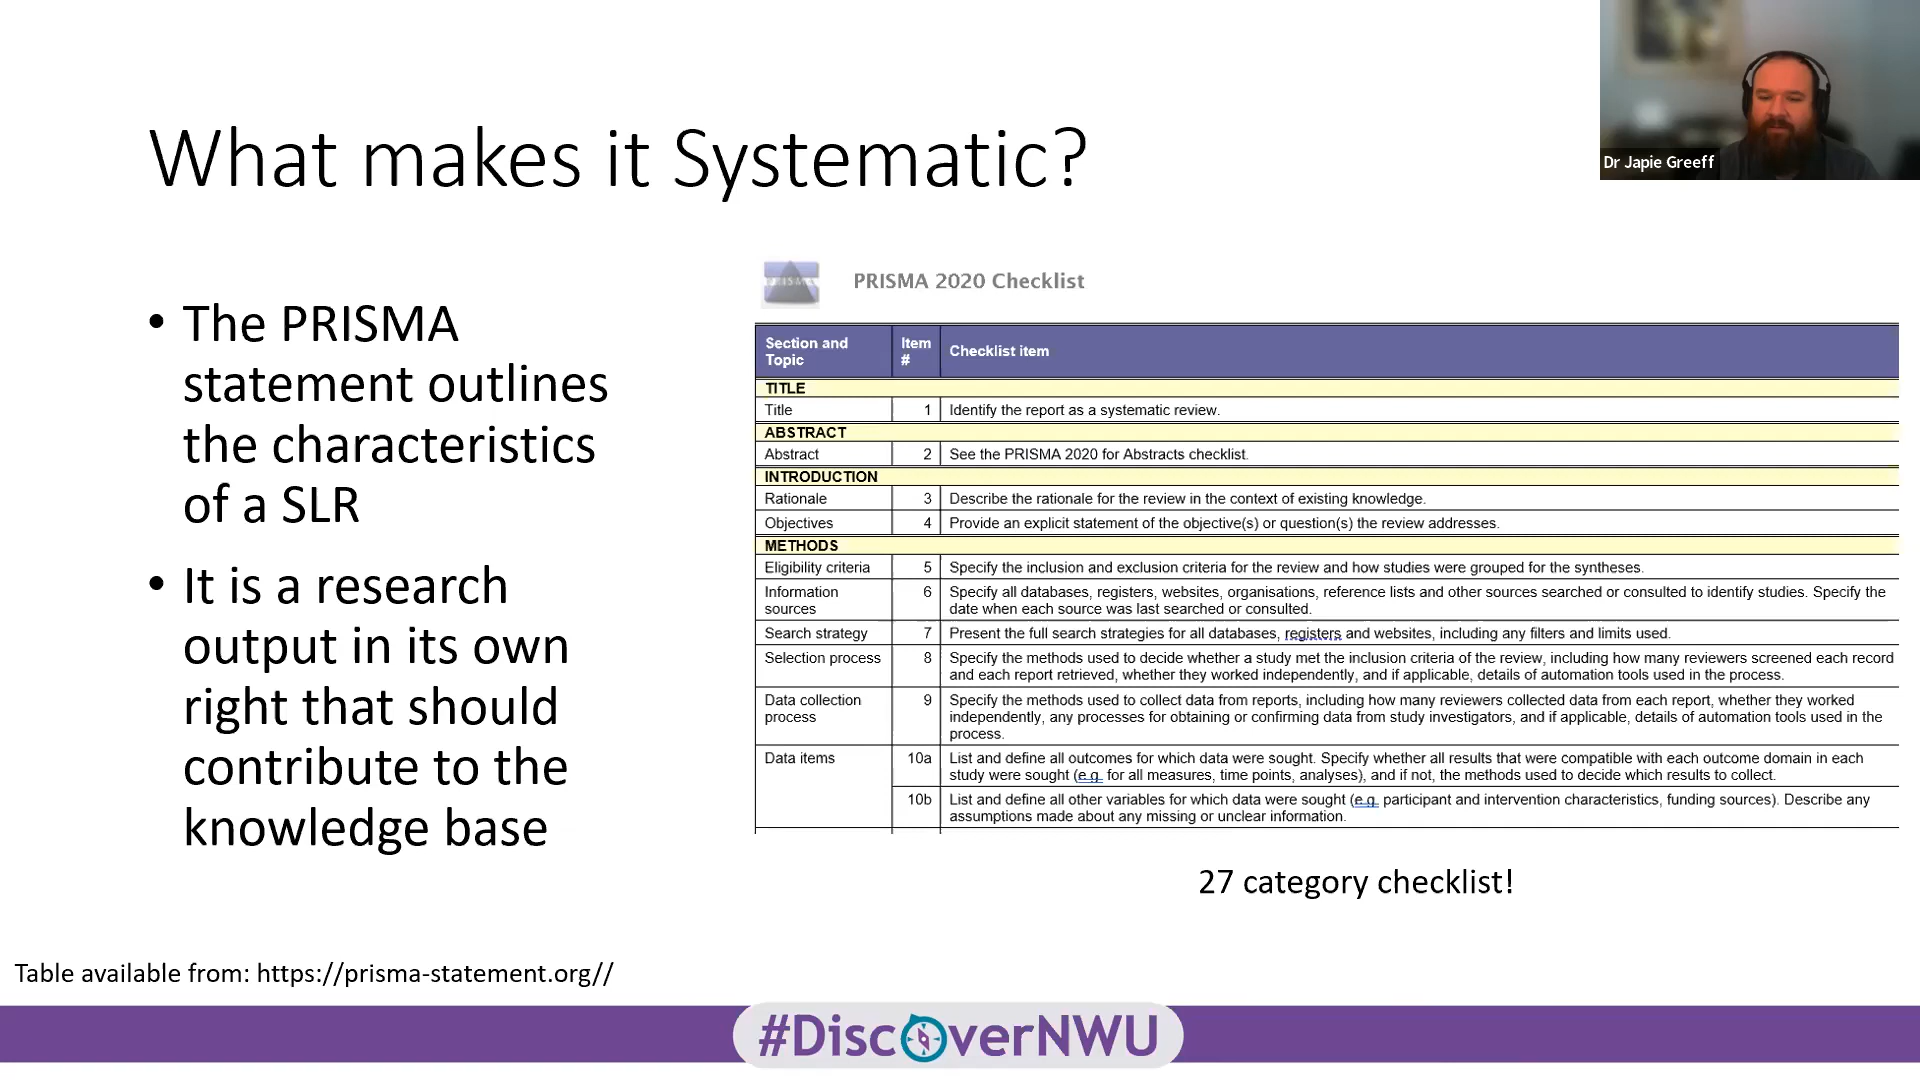 What makes it Systematic?
Dr Japie Greeff
• The PRISMA
statement outlines
the characteristics
of a SLR
• It is a research
output in its own
right that should
contribute to the
knowledge base
PRISMA
PRISMA 2020 Checklist
Section and Topic Item # Checklist item
TITLE
Title 1 Identify the report as a systematic review.
ABSTRACT
Abstract 2 See the PRISMA 2020 for Abstracts checklist.
INTRODUCTION
Rationale 3 Describe the rationale for the review in the context of existing knowledge.
Objectives 4 Provide an explicit statement of the objective(s) or question(s) the review addresses.
METHODS
Eligibility criteria 5 Specify the inclusion and exclusion criteria for the review and how studies were grouped for the syntheses.
Information sources 6 Specify all databases, registers, websites, organisations, reference lists and other sources searched or consulted to identify studies. Specify the
date when each source was last searched or consulted.
Search strategy 7 Present the full search strategies for all databases, registers and websites, including any filters and limits used.
Selection process 8 Specify the methods used to decide whether a study met the inclusion criteria of the review, including how many reviewers screened each record
and each report retrieved, whether they worked independently, and if applicable, details of automation tools used in the process.
Data collection process 9 Specify the methods used to collect data from reports, including how many reviewers collected data from each report, whether they worked
independently, any processes for obtaining or confirming data from study investigators, and if applicable, details of automation tools used in the
process.
Data items 10a List and define all outcomes for which data were sought. Specify whether all results that were compatible with each outcome domain in each
study were sought (e.g. for all measures, time points, analyses), and if not, the methods used to decide which results to collect.
10b List and define all other variables for which data were sought (e.g. participant and intervention characteristics, funding sources). Describe any
assumptions made about any missing or unclear information.
27 category checklist!
Table available from: https://prisma-statement.org//
#DiscoverNWU